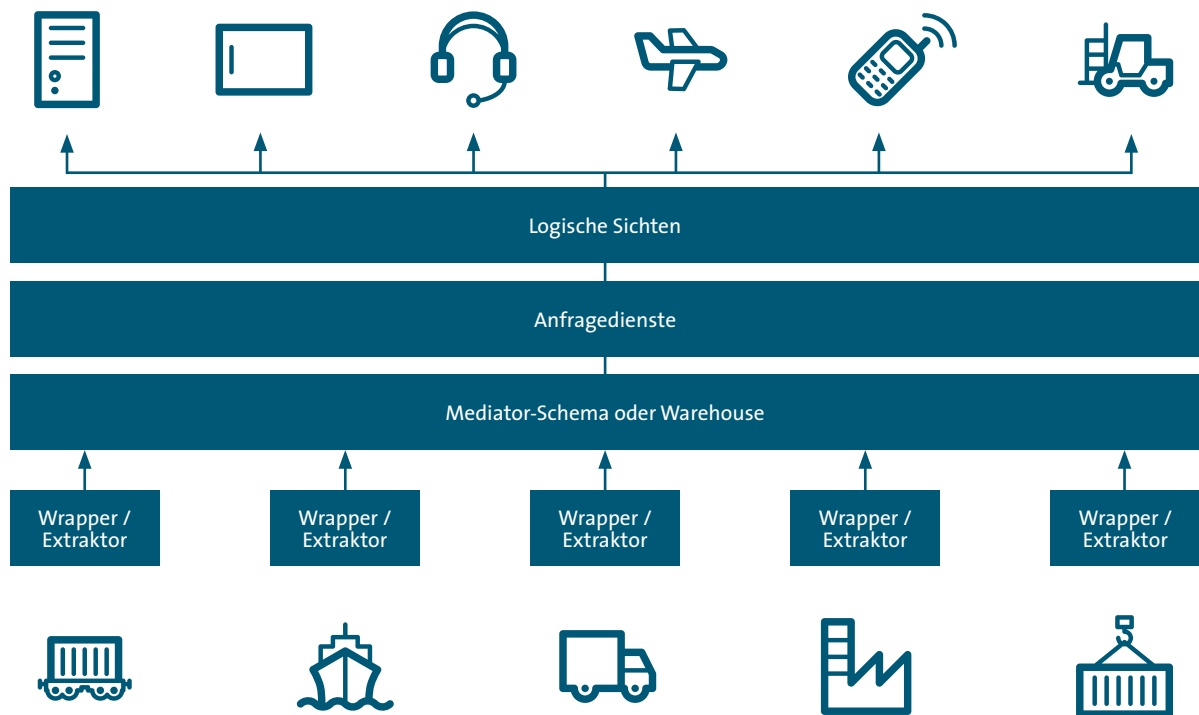 Logische Sichten
Anfragedienste
Mediator-Schema oder Warehouse
Wrapper /
Extraktor
Wrapper /
Extraktor
Wrapper /
Extraktor
Wrapper /
Extraktor
Wrapper /
Extraktor